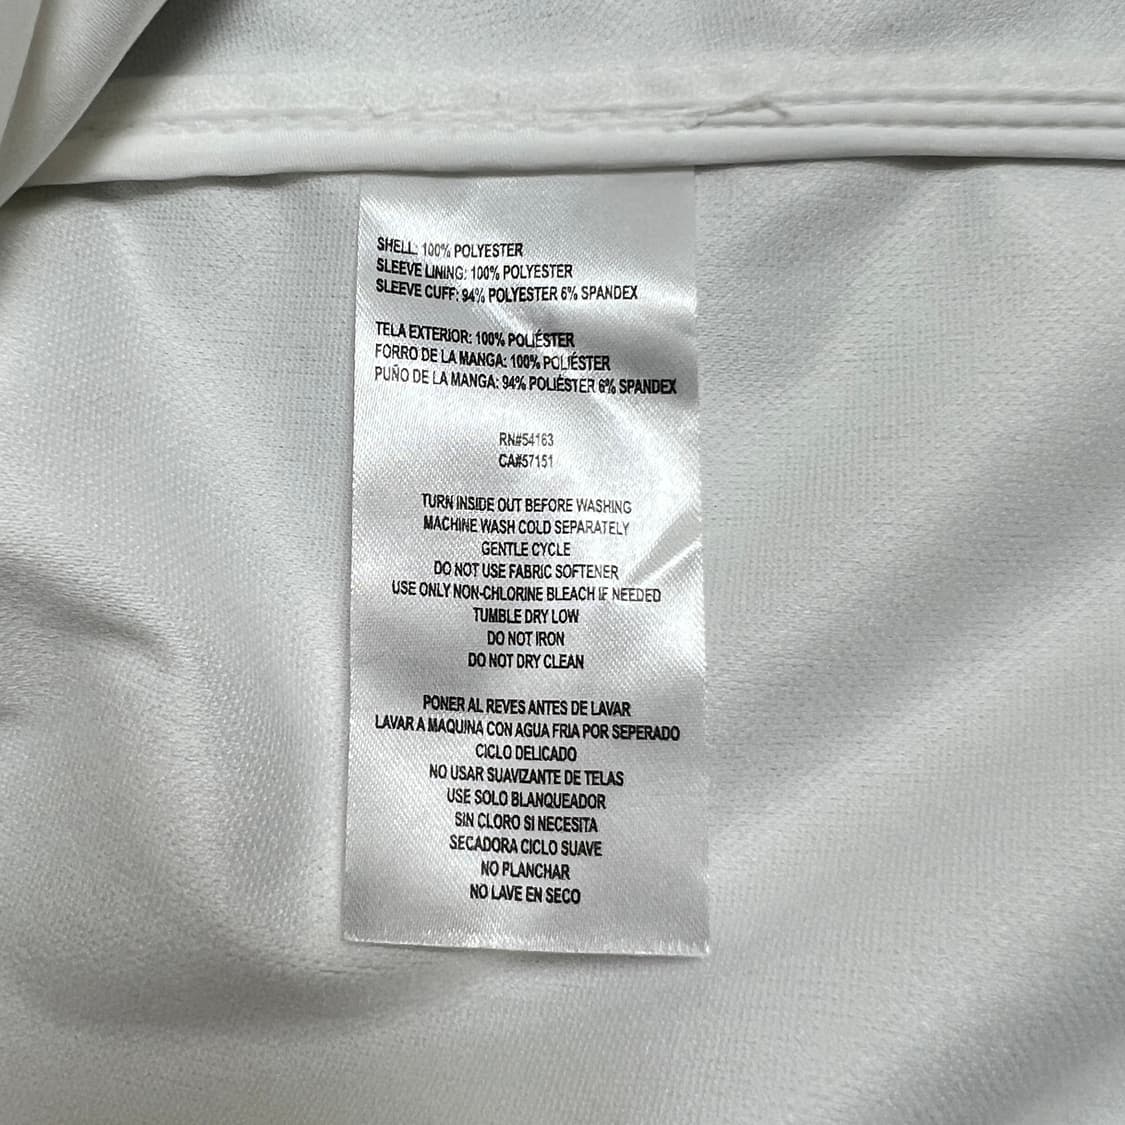 SHELL: 100% POLYESTER
SLEEVE LINING: 100% POLYESTER
SLEEVE CUFF: 94% POLYESTER 6% SPANDEX
TELA EXTERIOR: 100% POLIÉSTER
FORRO DE LA MANGA: 100% POLIÉSTER
PUÑO DE LA MANGA: 94% POLIÉSTER 6% SPANDEX
RN#54163
CA#57151
TURN INSIDE OUT BEFORE WASHING
MACHINE WASH COLD SEPARATELY
GENTLE CYCLE
DO NOT USE FABRIC SOFTENER
USE ONLY NON-CHLORINE BLEACH IF NEEDED
TUMBLE DRY LOW
DO NOT IRON
DO NOT DRY CLEAN
PONER AL REVES ANTES DE LAVAR
LAVAR A MAQUINA CON AGUA FRIA POR SEPERADO
CICLO DELICADO
NO USAR SUAVIZANTE DE TELAS
USE SOLO BLANQUEADOR
SIN CLORO SI NECESITA
SECADORA CICLO SUAVE
NO PLANCHAR
NO LAVE EN SECO